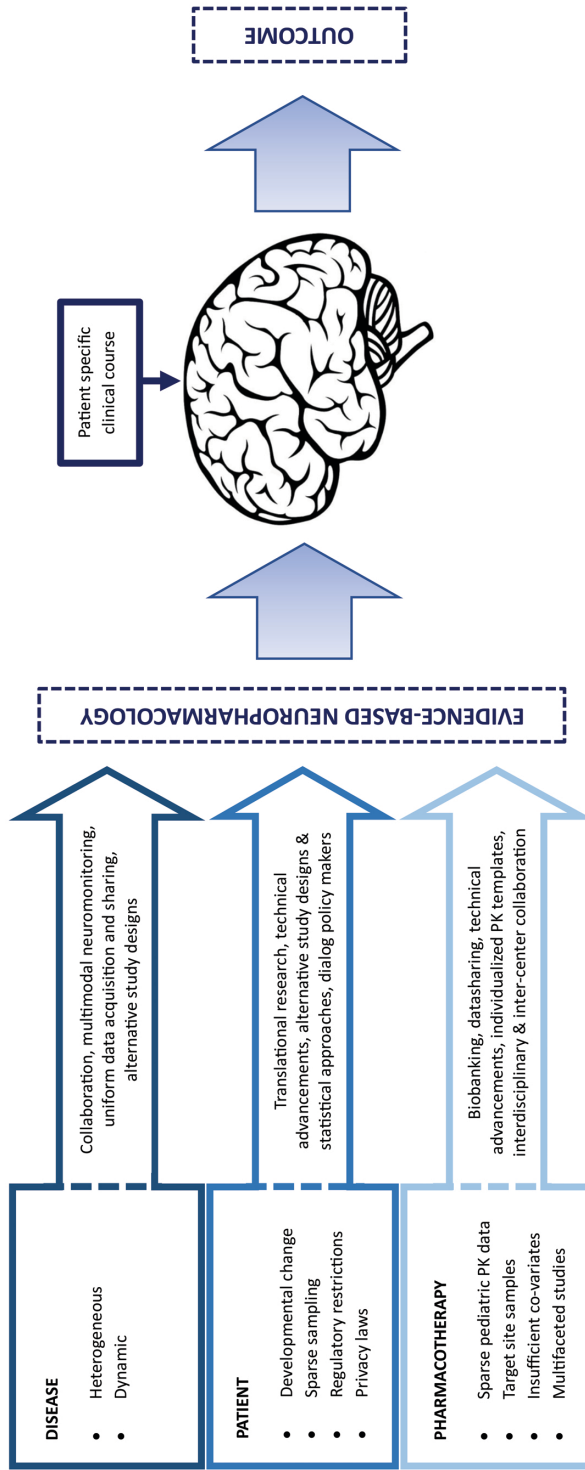 DISEASE
• Heterogeneous
• Dynamic
Collaboration, multimodal neuromonitoring,
uniform data acquisition and sharing,
alternative study designs
PATIENT
• Developmental change
• Sparse sampling
• Regulatory restrictions
• Privacy laws
Translational research, technical
advancements, alternative study designs &
statistical approaches, dialog policy makers
PHARMACOTHERAPY
• Sparse pediatric PK data
• Target site samples
• Insufficient co-variates
• Multifaceted studies
Biobanking, datasharing, technical
advancements, individualized PK templates,
interdisciplinary & inter-center collaboration
EVIDENCE-BASED NEUROPHARMACOLOGY
Patient specific
clinical course
OUTCOME